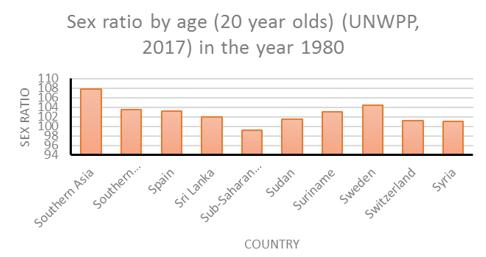 Sex ratio by age (20 year olds) (UNWPP,
2017) in the year 1980
SEX RATIO
110
108
106
104
102
100
98
96
94
Southern Asia
Southern...
Spain
Sri Lanka
Sub-Saharan...
Sudan
Suriname
Sweden
Switzerland
Syria
COUNTRY